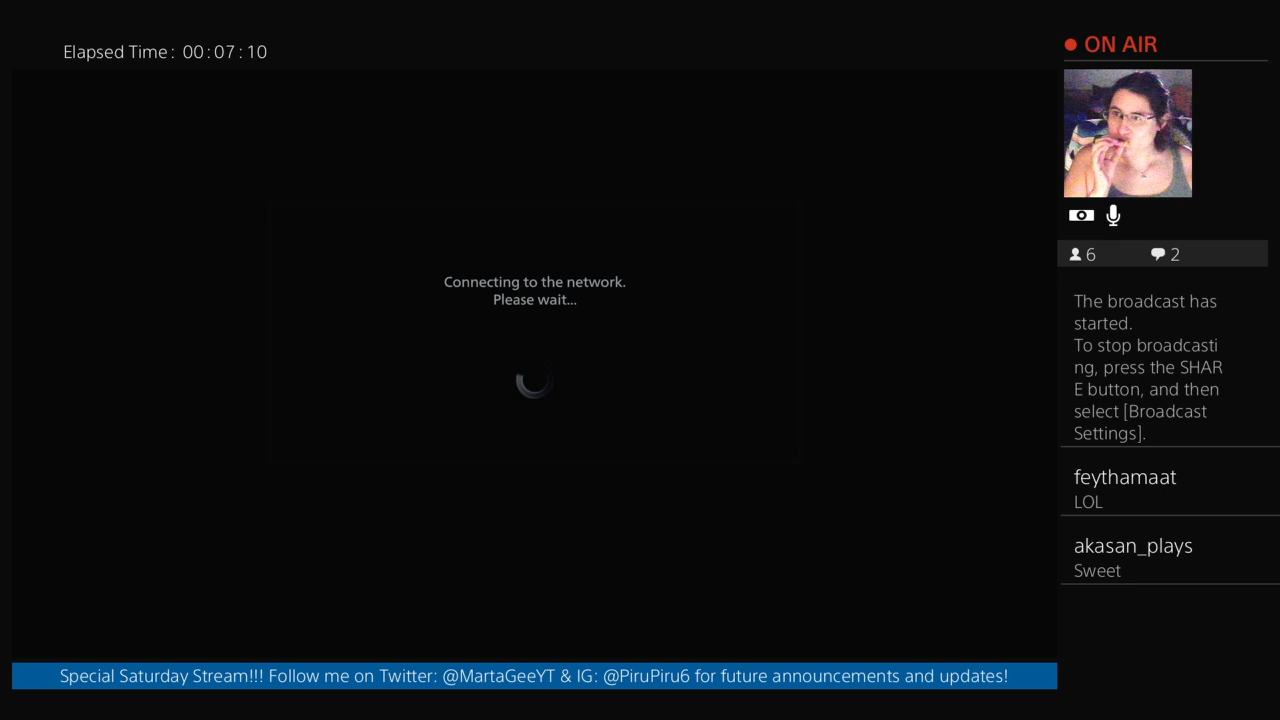 Elapsed Time: 00:07:10
ON AIR
6
2
Connecting to the network.
Please wait...
The broadcast has
started.
To stop broadcasti
ng, press the SHAR
E button, and then
select [Broadcast
Settings].
feythamaat
LOL
akasan_plays
Sweet
Special Saturday Stream!!! Follow me on Twitter: @MartaGeeYT & IG: @PiruPiru6 for future announcements and updates!